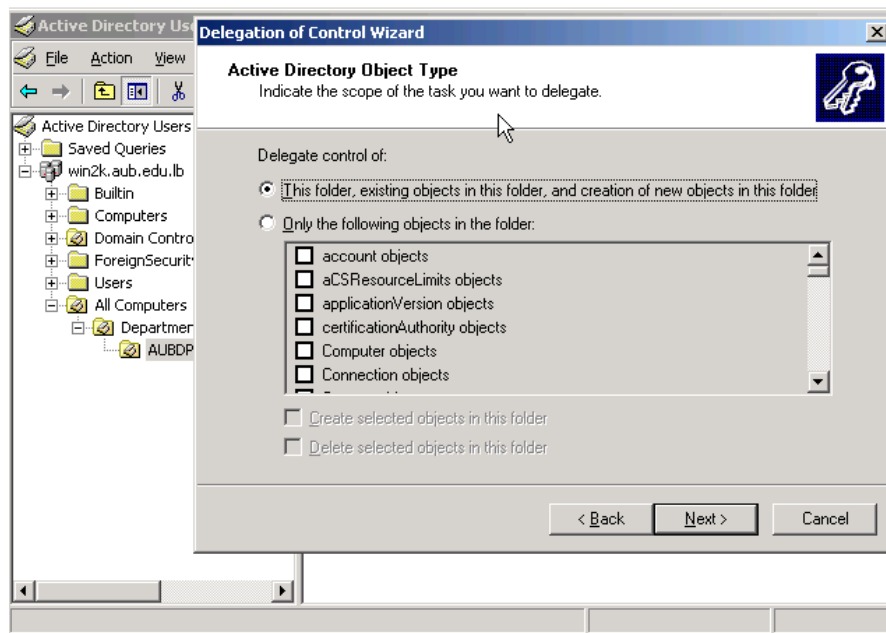 Active Directory Us
File Action View
Active Directory Users
Saved Queries
win2k.aub.edu.lb
Builtin
Computers
Domain Contro
ForeignSecurit
Users
All Computers
Departmen
AUBDP
Delegation of Control Wizard
Active Directory Object Type
Indicate the scope of the task you want to delegate.
Delegate control of:
This folder, existing objects in this folder, and creation of new objects in this folder
Only the following objects in the folder:
account objects
aCSResourceLimits objects
applicationVersion objects
certificationAuthority objects
Computer objects
Connection objects
Create selected objects in this folder
Delete selected objects in this folder
< Back Next > Cancel